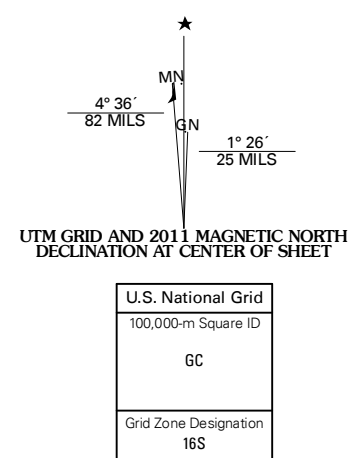 MN
GN
4° 36´
82 MILS
1° 26´
25 MILS
UTM GRID AND 2011 MAGNETIC NORTH
DECLINATION AT CENTER OF SHEET
U.S. National Grid
100,000-m Square ID
GC
Grid Zone Designation
16S